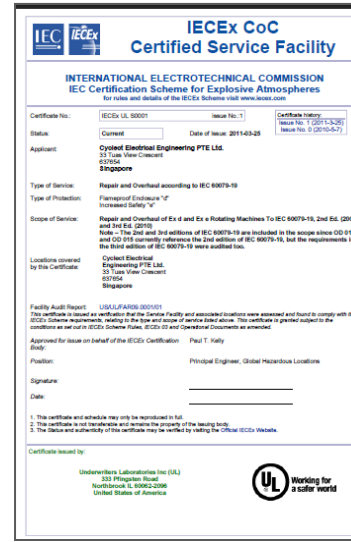 IEC
IECEx
IECEx CoC
Certified Service Facility
INTERNATIONAL ELECTROTECHNICAL COMMISSION
IEC Certification Scheme for Explosive Atmospheres
for rules and details of the IECEx Scheme visit www.iecex.com
Certificate No.: IECEx UL S0001 Issue No.:1
Certificate history:
Issue No. 1 (2011-3-25)
Issue No. 0 (2010-5-7)
Status: Current Date of Issue: 2011-03-25
Applicant: Cyclect Electrical Engineering PTE Ltd.
33 Tuas View Crescent
637654
Singapore
Type of Service: Repair and Overhaul according to IEC 60079-19
Type of Protection: Flameproof Enclosure "d"
Increased Safety "e"
Scope of Service: Repair and Overhaul of Ex d and Ex e Rotating Machines To IEC 60079-19, 2nd Ed. (200
and 3rd Ed. (2010)
Note – The 2nd and 3rd editions of IEC 60079-19 are included in the scope since OD 01
and OD 015 currently reference the 2nd edition of IEC 60079-19, but the requirements i
the third edition of IEC 60079-19 were audited too.
Locations covered
by this Certificate:
Cyclect Electrical
Engineering PTE Ltd.
33 Tuas View Crescent
637654
Singapore
Facility Audit Report: US/UL/FAR09.0001/01
This certificate is issued as verification that the Service Facility and associated locations were assessed and found to comply with th
IECEx Scheme requirements, relating to the type and scope of service listed above. This certificate is granted subject to the
conditions as set out in IECEx Scheme Rules, IECEx 03 and Operational Documents as amended.
Approved for issue on behalf of the IECEx Certification
Body:
Paul T. Kelly
Position: Principal Engineer, Global Hazardous Locations
Signature:
Date:
1. This certificate and schedule may only be reproduced in full.
2. This certificate is not transferable and remains the property of the issuing body.
3. The Status and authenticity of this certificate may be verified by visiting the Official IECEx Website.
Certificate issued by:
Underwriters Laboratories Inc (UL)
333 Pfingsten Road
Northbrook IL 60062-2096
United States of America
UL
Working for
a safer world